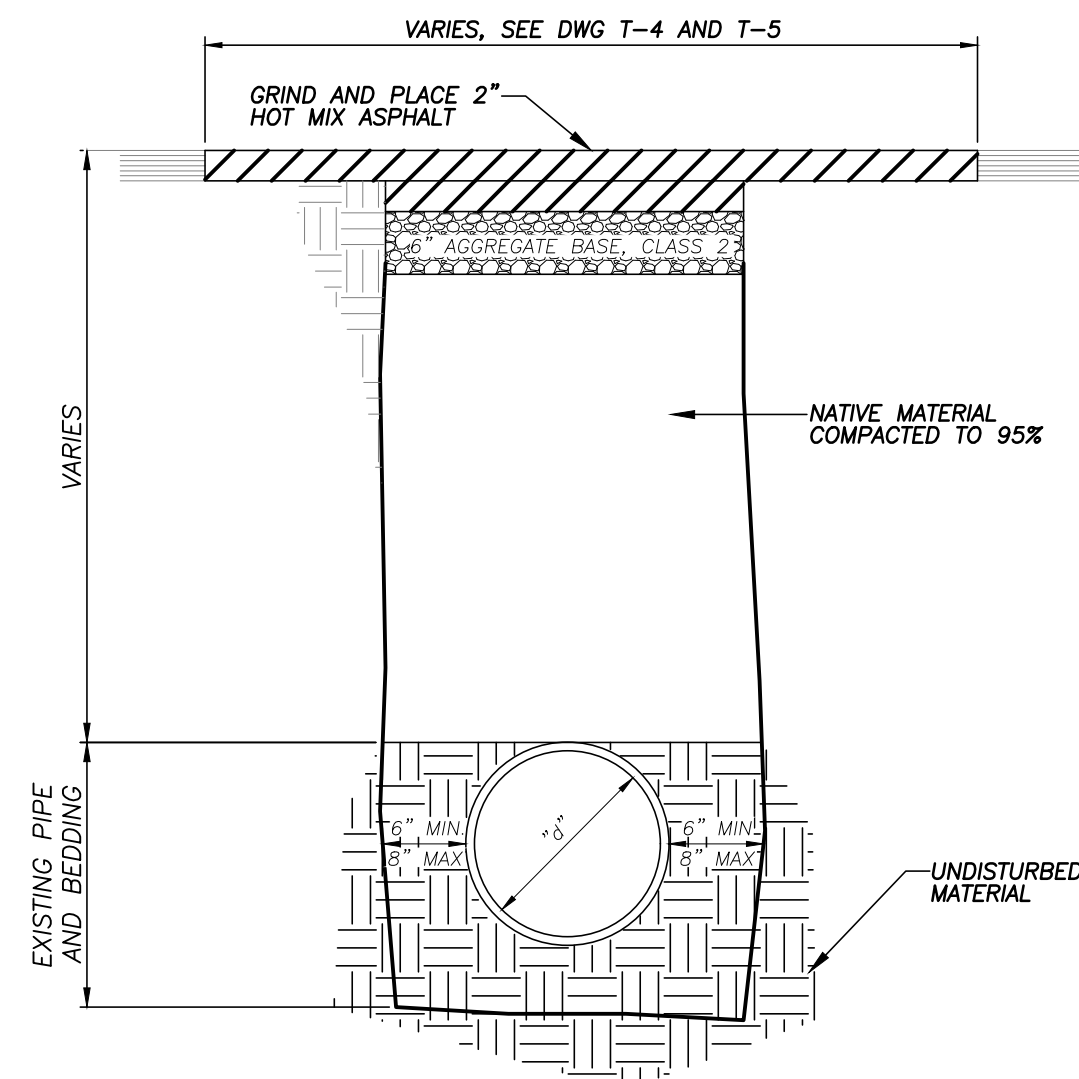 VARIES, SEE DWG T-4 AND T-5
GRIND AND PLACE 2"
HOT MIX ASPHALT
6" AGGREGATE BASE, CLASS 2
VARIES
NATIVE MATERIAL
COMPACTED TO 95%
EXISTING PIPE
AND BEDDING
6" MIN.
8" MAX
"d"
6" MIN.
8" MAX
UNDISTURBED
MATERIAL